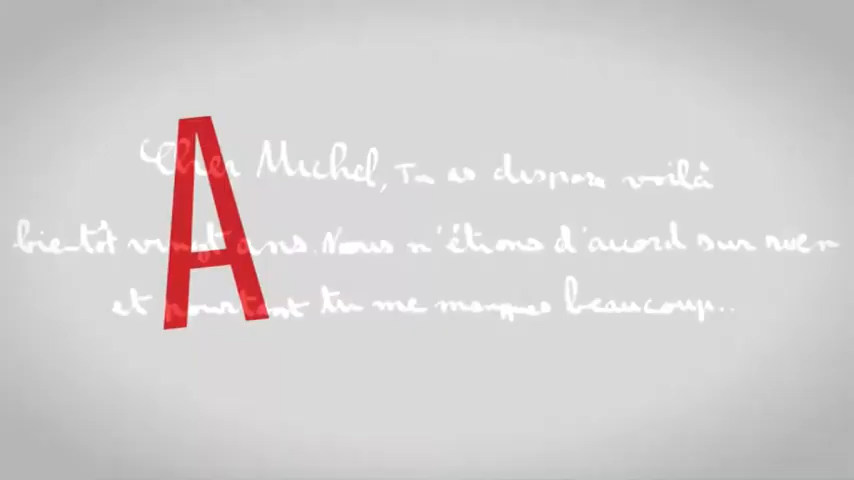 A
Cher Michel, Tu as disparu voilà
bientôt vingt ans. Nous n'étions d'accord sur rien
et pourtant tu me manques beaucoup..